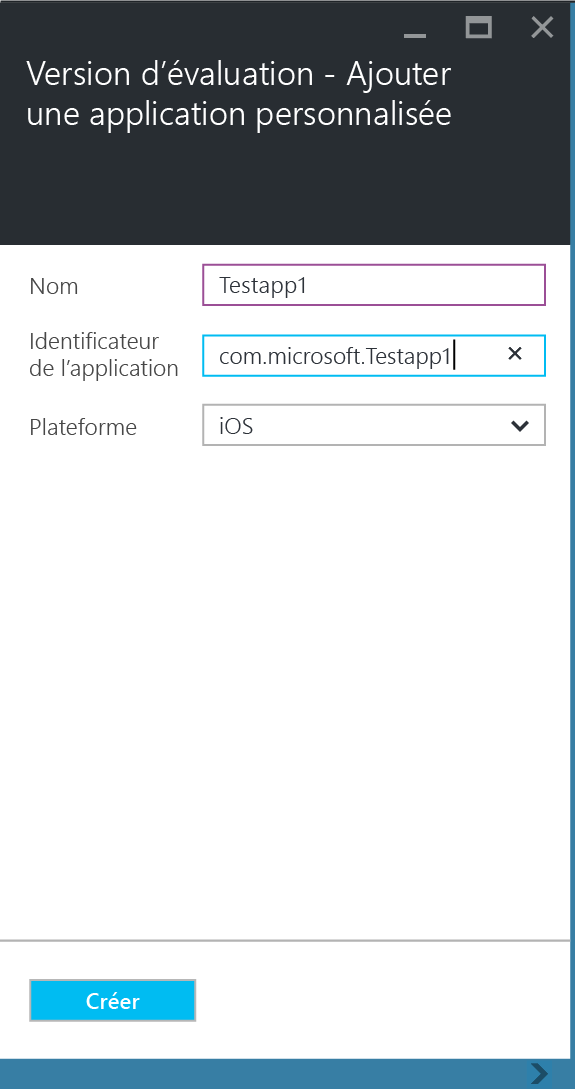 Version d’évaluation - Ajouter
une application personnalisée
Nom
Testapp1
Identificateur
de l’application
com.microsoft.Testapp1
Plateforme
iOS
Créer